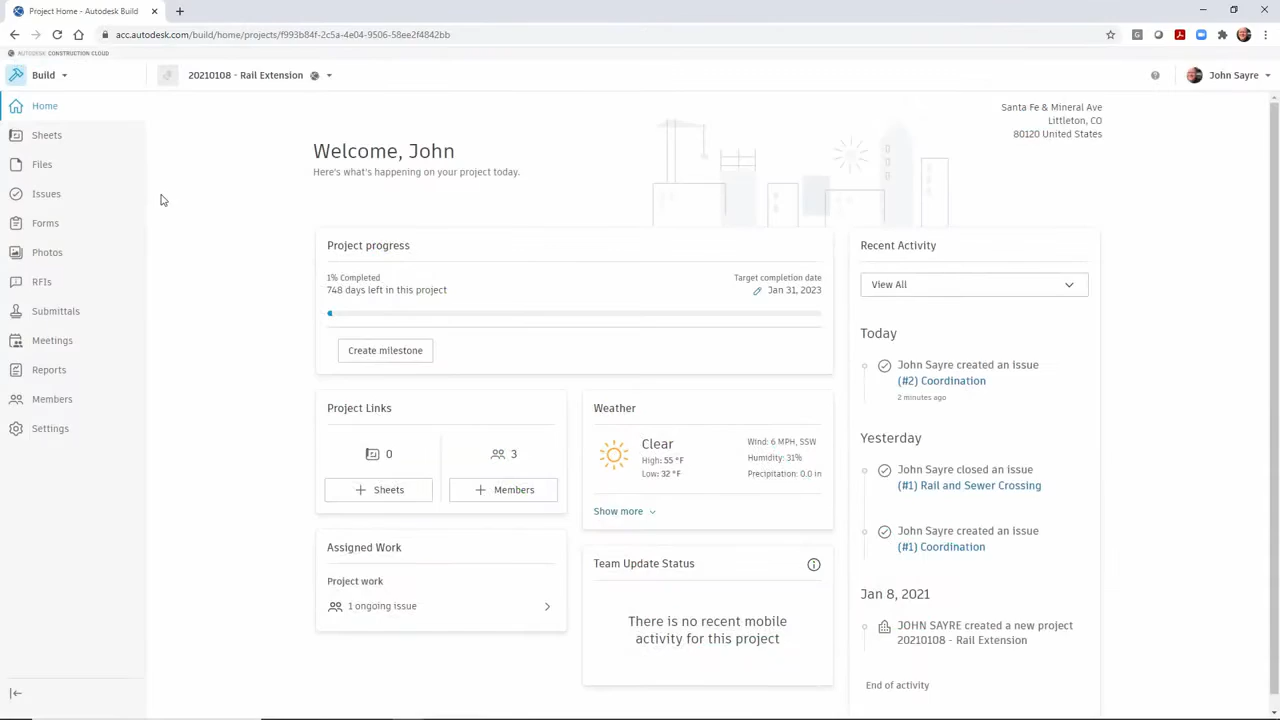 Project Home - Autodesk Build
acc.autodesk.com/build/home/projects/f993b84f-2c5a-4e04-9506-58ee2f4842bb
AUTODESK CONSTRUCTION CLOUD
Build
20210108 - Rail Extension
John Sayre
Home
Sheets
Files
Issues
Forms
Photos
RFIs
Submittals
Meetings
Reports
Members
Settings
Welcome, John
Here's what's happening on your project today.
Santa Fe & Mineral Ave
Littleton, CO
80120 United States
Project progress
1% Completed
748 days left in this project
Target completion date
Jan 31, 2023
Create milestone
Project Links
0
3
+ Sheets
+ Members
Assigned Work
Project work
1 ongoing issue
Weather
Clear
High: 55 °F
Low: 32 °F
Wind: 6 MPH, SSW
Humidity: 31%
Precipitation: 0.0 in
Show more
Team Update Status
There is no recent mobile
activity for this project
Recent Activity
View All
Today
John Sayre created an issue
(#2) Coordination
2 minutes ago
Yesterday
John Sayre closed an issue
(#1) Rail and Sewer Crossing
John Sayre created an issue
(#1) Coordination
Jan 8, 2021
JOHN SAYRE created a new project
20210108 - Rail Extension
End of activity